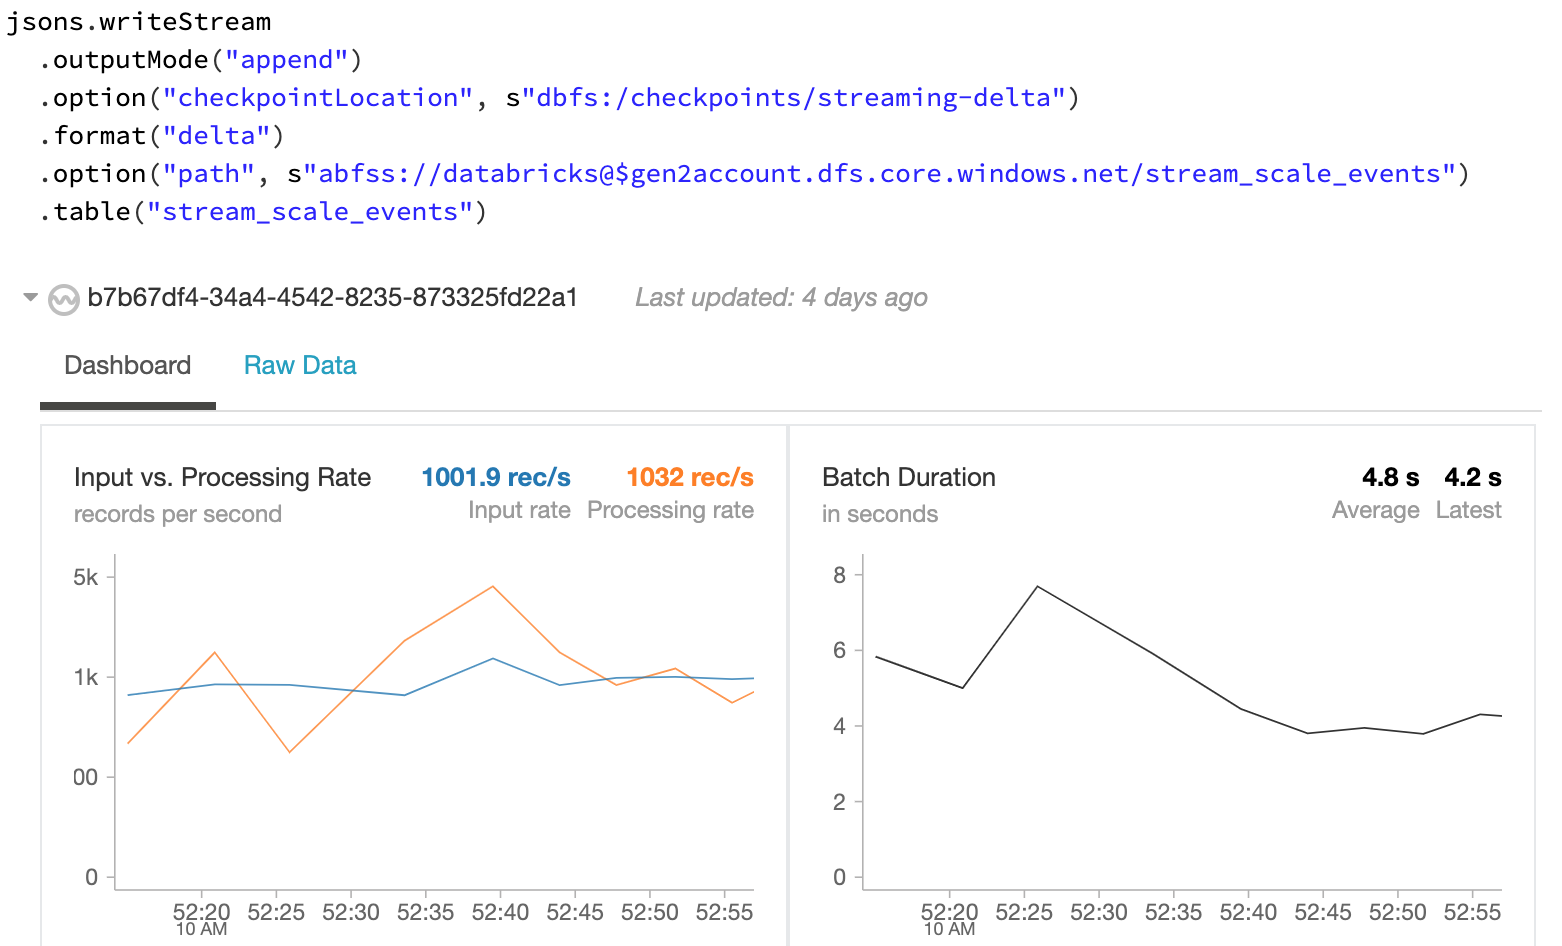 jsons.writeStream
.outputMode("append")
.option("checkpointLocation", s"dbfs:/checkpoints/streaming-delta")
.format("delta")
.option("path", s"abfss://databricks@$gen2account.dfs.core.windows.net/stream_scale_events")
.table("stream_scale_events")
b7b67df4-34a4-4542-8235-873325fd22a1 Last updated: 4 days ago
Dashboard Raw Data
Input vs. Processing Rate 1001.9 rec/s 1032 rec/s
records per second Input rate Processing rate
5k
1k
00
0
52:20 52:25 52:30 52:35 52:40 52:45 52:50 52:55
10 AM
Batch Duration 4.8 s 4.2 s
in seconds Average Latest
8
6
4
2
0
52:20 52:25 52:30 52:35 52:40 52:45 52:50 52:55
10 AM